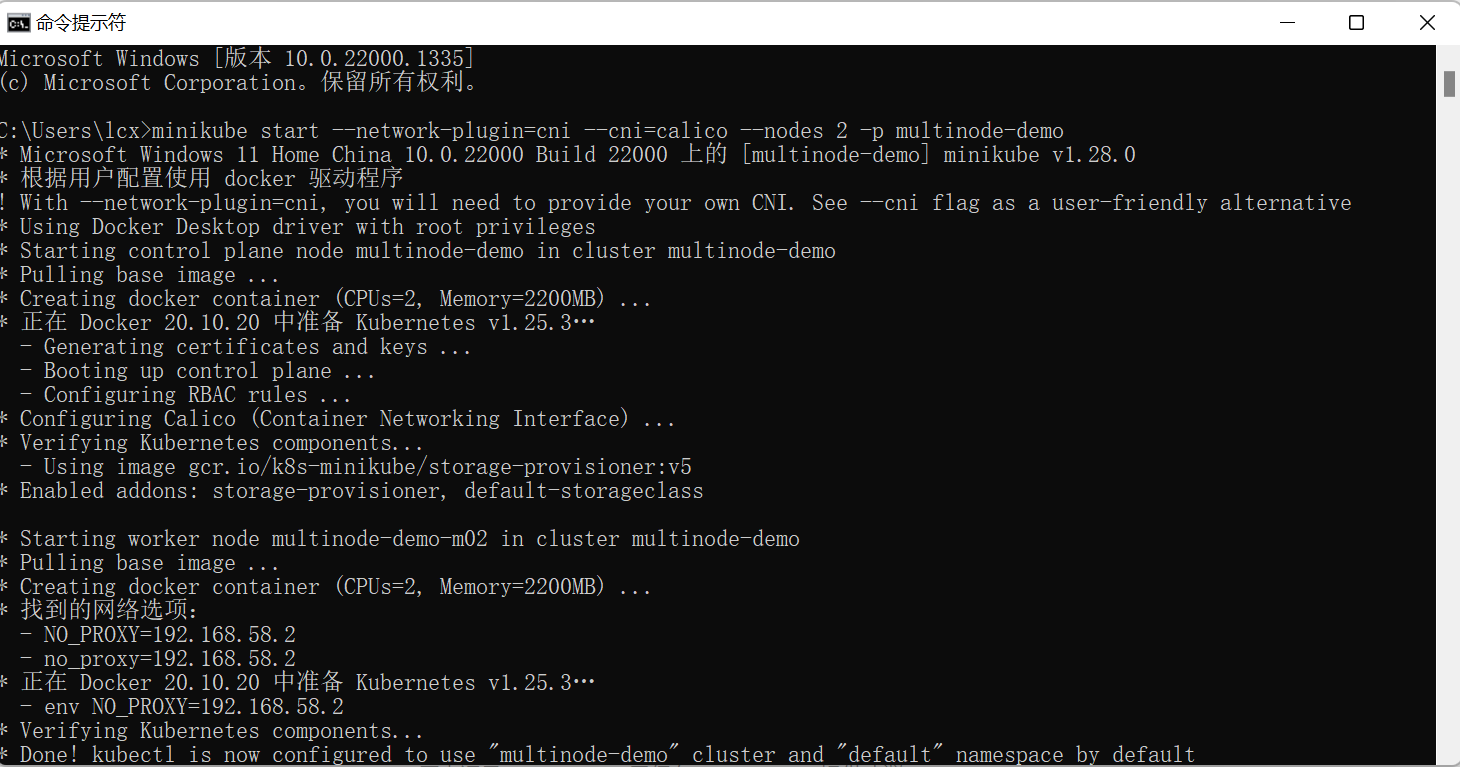 命令提示符
Microsoft Windows [版本 10.0.22000.1335]
(c) Microsoft Corporation。保留所有权利。
C:\Users\lcx>minikube start --network-plugin=cni --cni=calico --nodes 2 -p multinode-demo
* Microsoft Windows 11 Home China 10.0.22000 Build 22000 上的 [multinode-demo] minikube v1.28.0
* 根据用户配置使用 docker 驱动程序
! With --network-plugin=cni, you will need to provide your own CNI. See --cni flag as a user-friendly alternative
* Using Docker Desktop driver with root privileges
* Starting control plane node multinode-demo in cluster multinode-demo
* Pulling base image ...
* Creating docker container (CPUs=2, Memory=2200MB) ...
* 正在 Docker 20.10.20 中准备 Kubernetes v1.25.3…
  - Generating certificates and keys ...
  - Booting up control plane ...
  - Configuring RBAC rules ...
* Configuring Calico (Container Networking Interface) ...
* Verifying Kubernetes components...
  - Using image gcr.io/k8s-minikube/storage-provisioner:v5
* Enabled addons: storage-provisioner, default-storageclass
* Starting worker node multinode-demo-m02 in cluster multinode-demo
* Pulling base image ...
* Creating docker container (CPUs=2, Memory=2200MB) ...
* 找到的网络选项：
  - NO_PROXY=192.168.58.2
  - no_proxy=192.168.58.2
* 正在 Docker 20.10.20 中准备 Kubernetes v1.25.3…
  - env NO_PROXY=192.168.58.2
* Verifying Kubernetes components...
* Done! kubectl is now configured to use "multinode-demo" cluster and "default" namespace by default